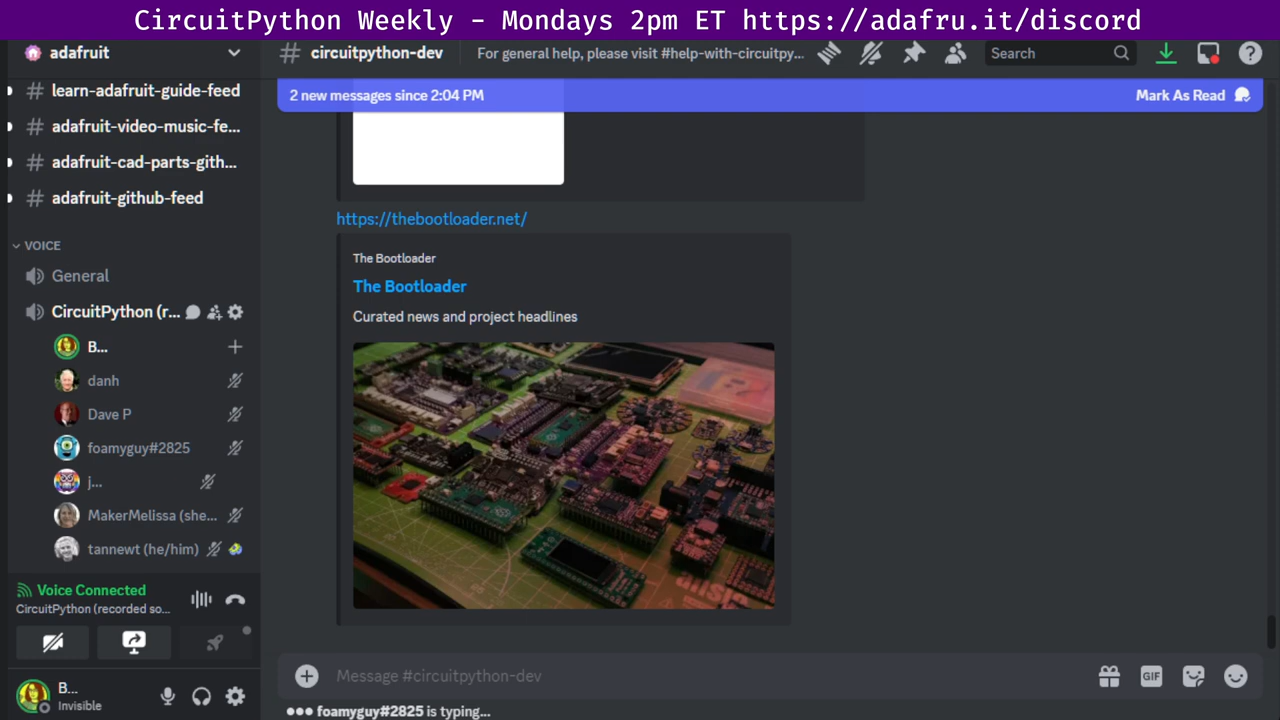 CircuitPython Weekly - Mondays 2pm ET https://adafru.it/discord
adafruit
# circuitpython-dev
For general help, please visit #help-with-circuitpy...
Search
2 new messages since 2:04 PM
Mark As Read
# learn-adafruit-guide-feed
# adafruit-video-music-fe...
# adafruit-cad-parts-gith...
# adafruit-github-feed
VOICE
General
CircuitPython (r...
B...
danh
Dave P
foamyguy#2825
j...
MakerMelissa (she...
tannewt (he/him)
Voice Connected
CircuitPython (recorded so...
B...
Invisible
https://thebootloader.net/
The Bootloader
The Bootloader
Curated news and project headlines
Message #circuitpython-dev
GIF
foamyguy#2825 is typing...